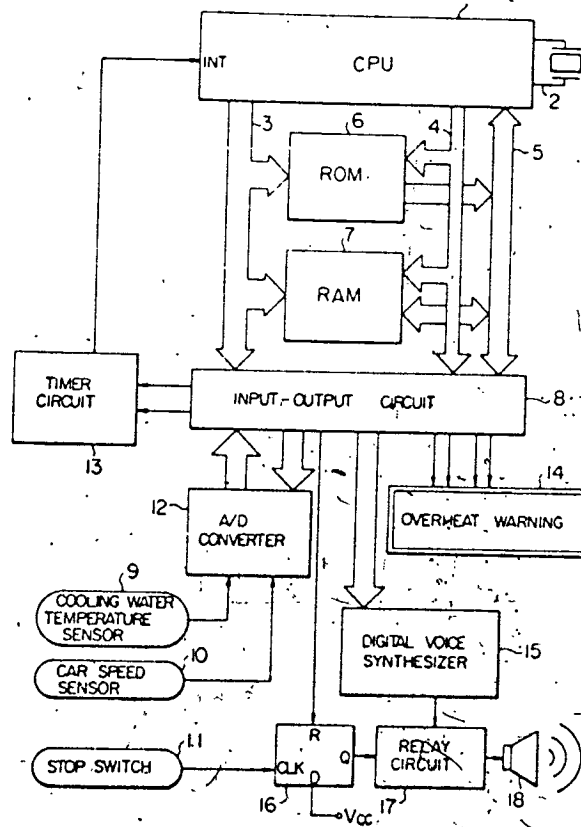 INT
CPU
2
3
6
4
5
ROM
7
RAM
TIMER
CIRCUIT
13
INPUT-OUTPUT CIRCUIT
8
14
12
A/D
CONVERTER
OVERHEAT WARNING
9
COOLING WATER
TEMPERATURE
SENSOR
10
CAR SPEED
SENSOR
DIGITAL VOICE
SYNTHESIZER
15
11
STOP SWITCH
R
CLK
Q
D
16
RELAY
CIRCUIT
17
18
Vcc